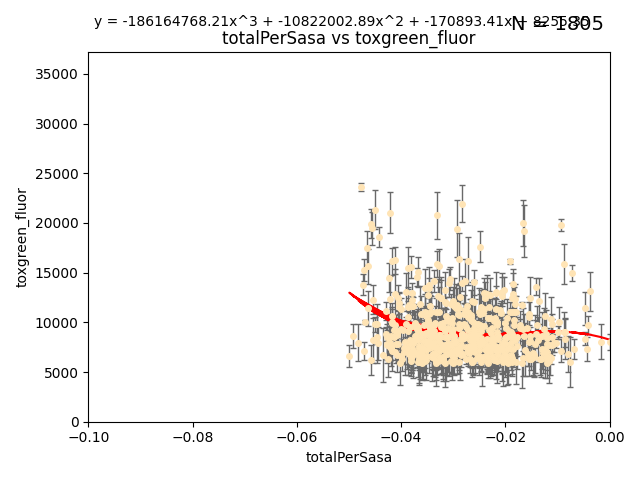 y = -186164768.21x^3 + -10822002.89x^2 + -170893.41x +
N = 1805
totalPerSasa vs toxgreen_fluor
35000
30000
25000
20000
15000
10000
5000
0
toxgreen_fluor
−0.10
−0.08
−0.06
−0.04
−0.02
0.00
totalPerSasa